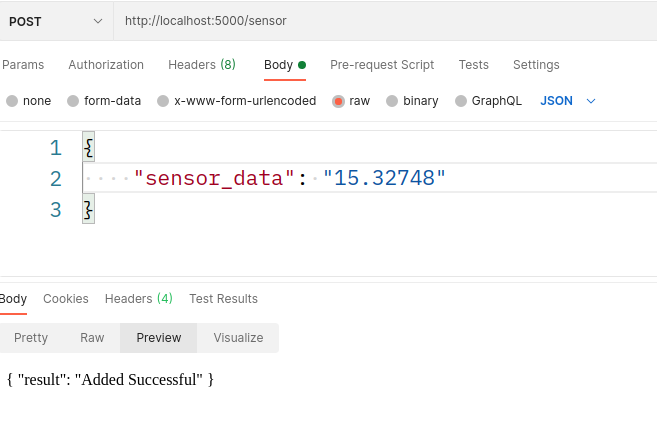 POST http://localhost:5000/sensor
Params Authorization Headers (8) Body Pre-request Script Tests Settings
none form-data x-www-form-urlencoded raw binary GraphQL JSON
1 {
2 "sensor_data": "15.32748"
3 }
Body Cookies Headers (4) Test Results
Pretty Raw Preview Visualize
{ "result": "Added Successful" }